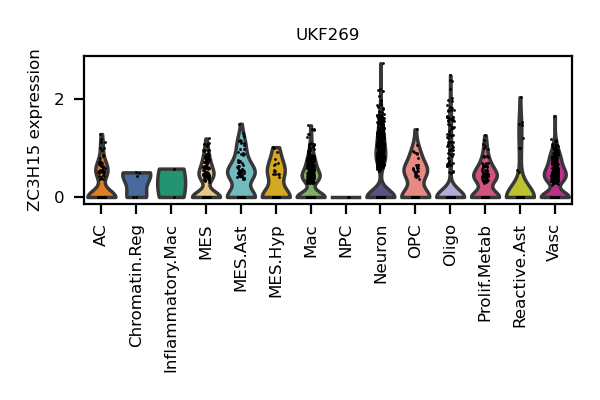 UKF269
ZC3H15 expression
2
0
AC
Chromatin.Reg
Inflammatory.Mac
MES
MES.Ast
MES.Hyp
Mac
NPC
Neuron
OPC
Oligo
Prolif.Metab
Reactive.Ast
Vasc